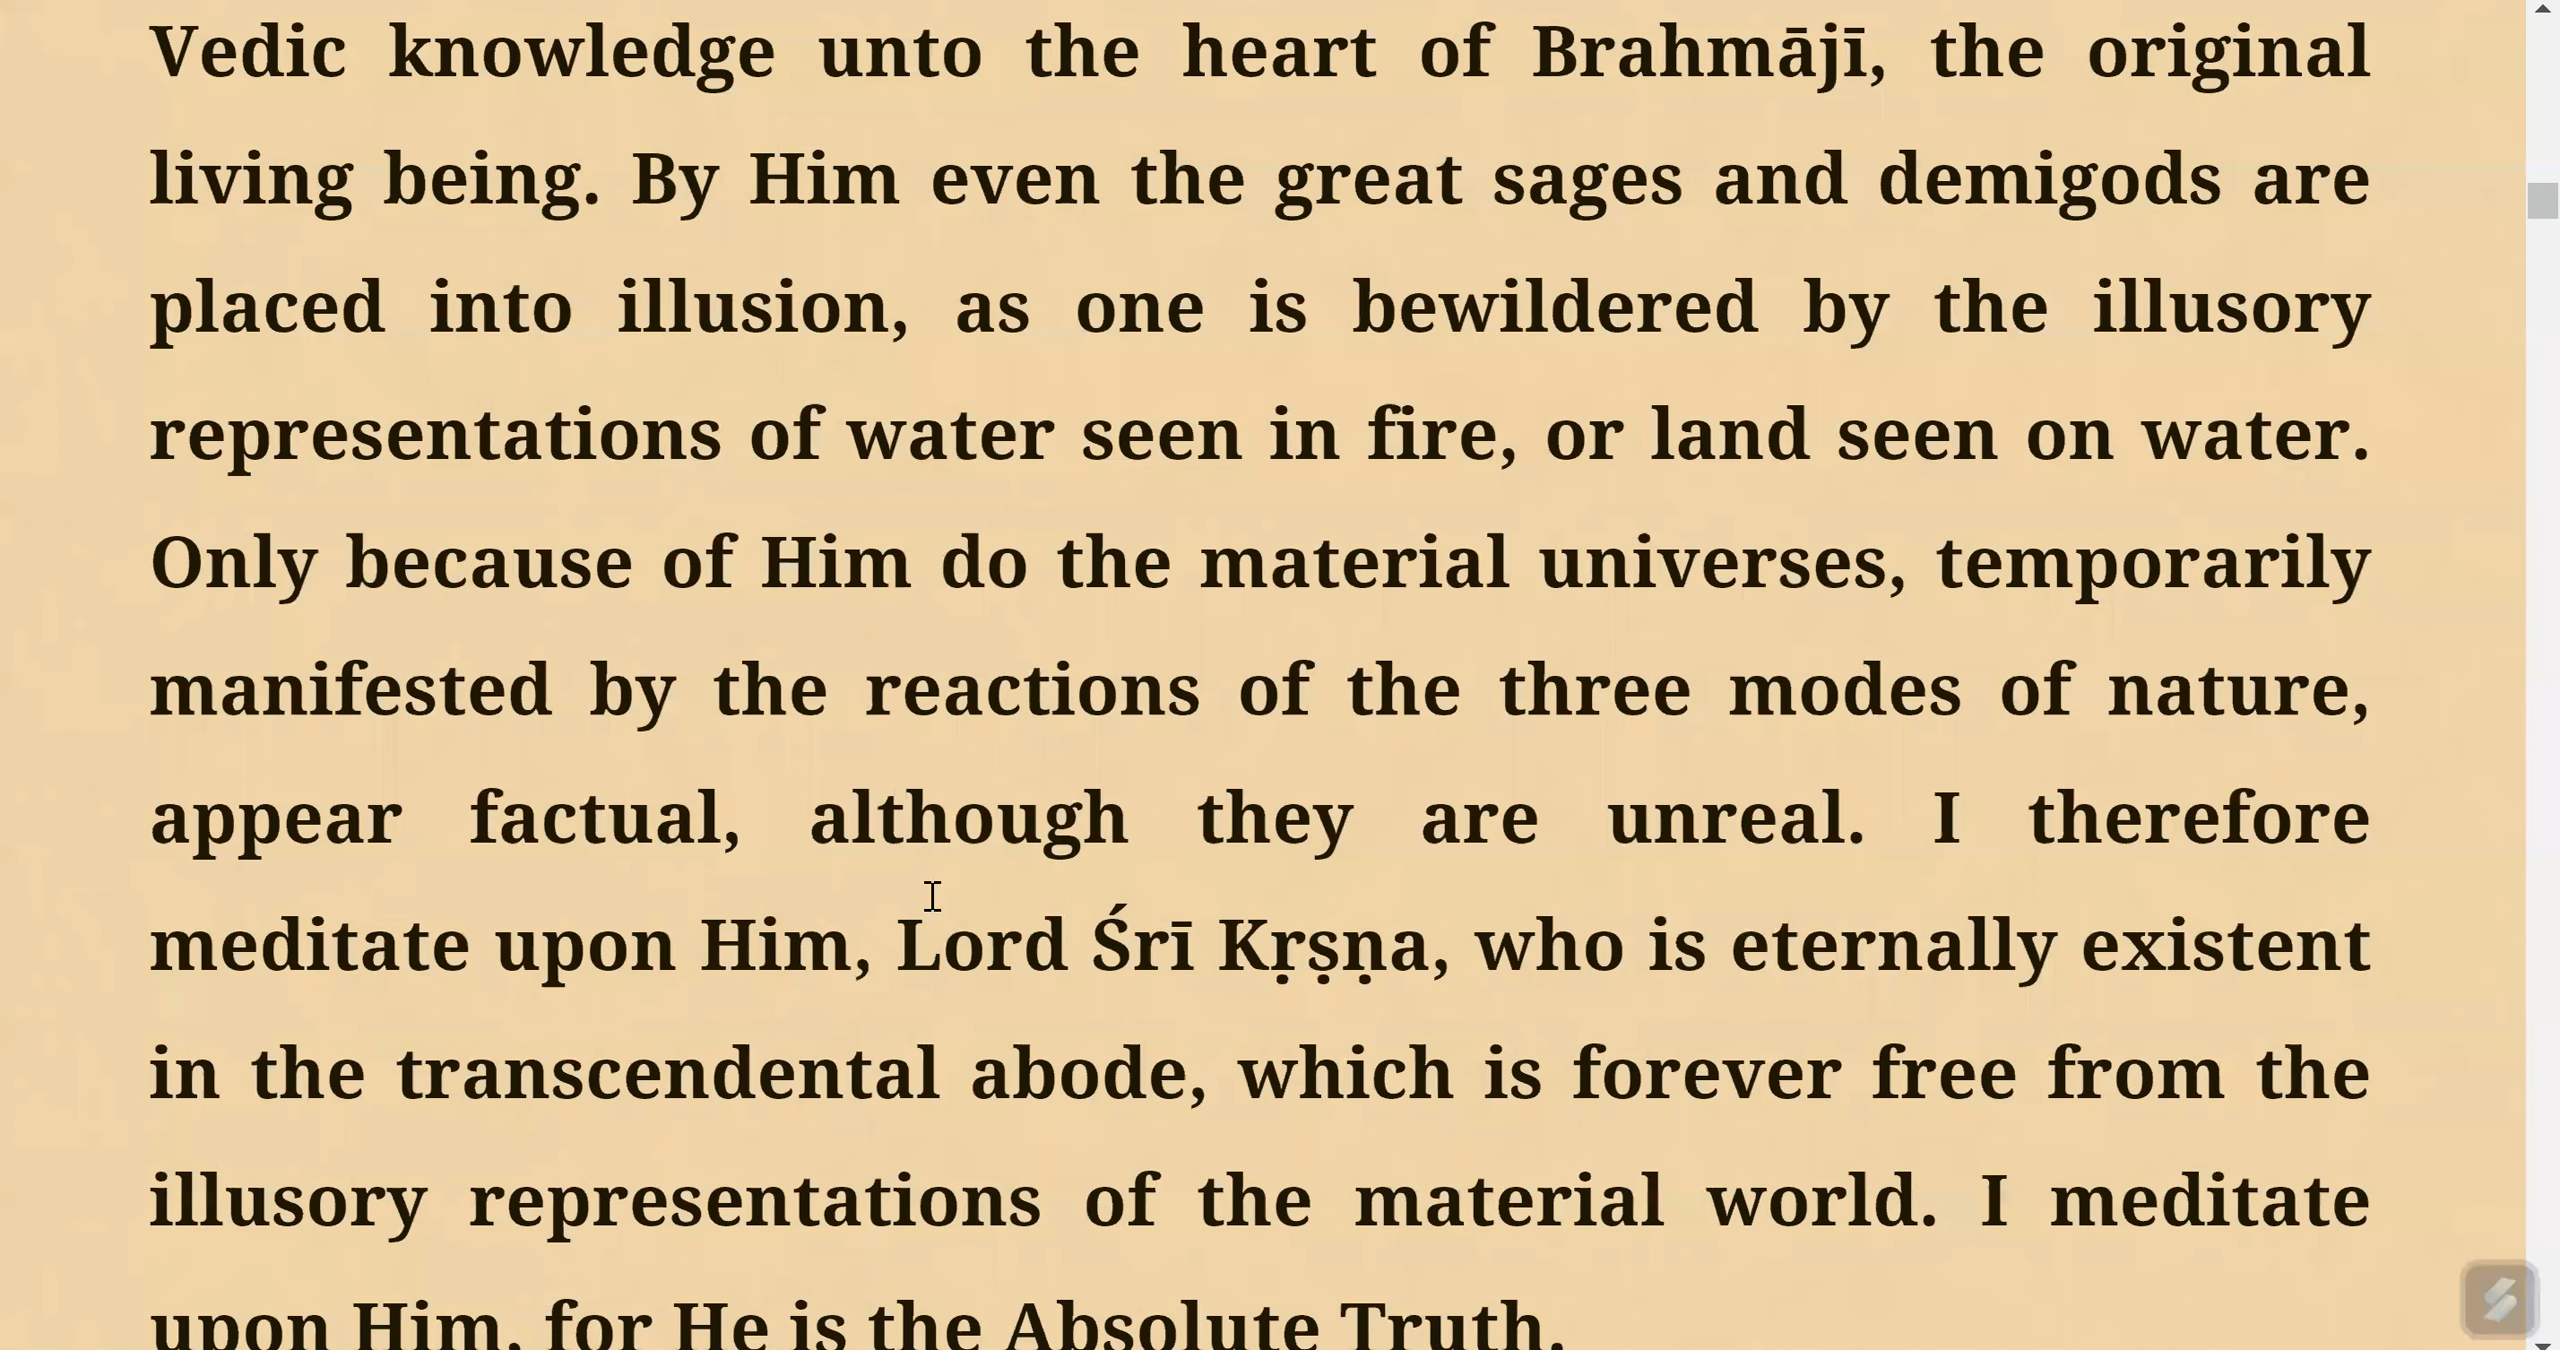 Vedic knowledge unto the heart of Brahmājī, the original
living being. By Him even the great sages and demigods are
placed into illusion, as one is bewildered by the illusory
representations of water seen in fire, or land seen on water.
Only because of Him do the material universes, temporarily
manifested by the reactions of the three modes of nature,
appear factual, although they are unreal. I therefore
meditate upon Him, Lord Śrī Kṛṣṇa, who is eternally existent
in the transcendental abode, which is forever free from the
illusory representations of the material world. I meditate
upon Him, for He is the Absolute Truth.